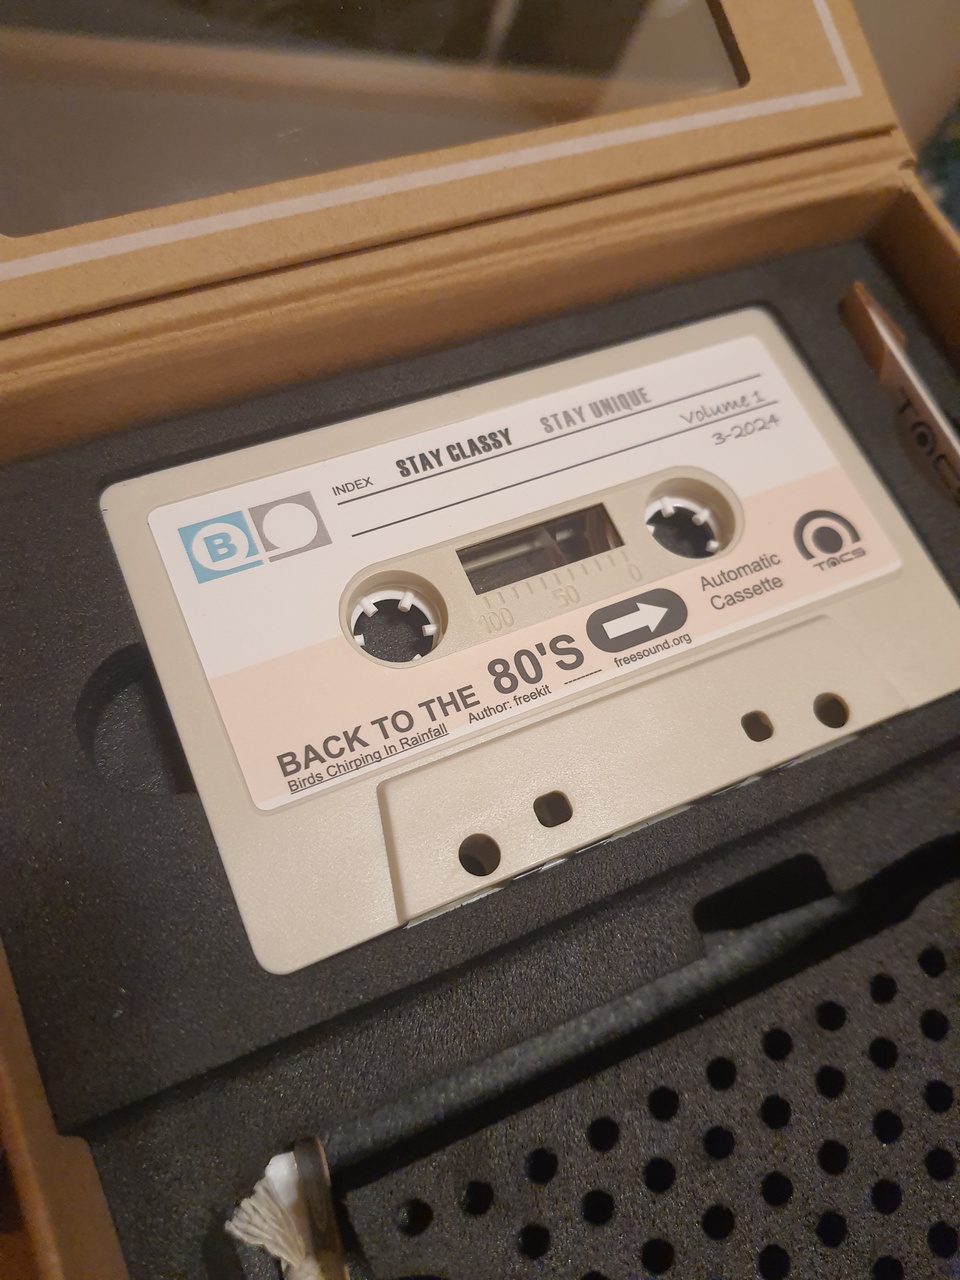 B
INDEX STAY CLASSY STAY UNIQUE
Volume 1
3-2024
100 50 0
Automatic
Cassette
TACS
BACK TO THE 80'S
Birds Chirping In Rainfall Author: freekit freesound.org
TACS